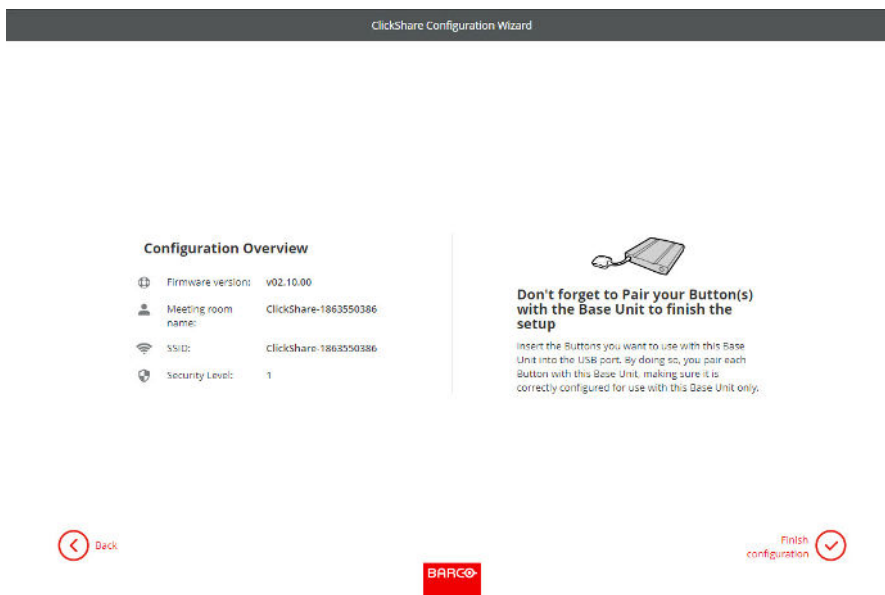 ClickShare Configuration Wizard
Configuration Overview
Firmware version: v02.10.00
Meeting room ClickShare-1863550386
name:
SSID: ClickShare-1863550386
Security Level: 1
Don't forget to Pair your Button(s)
with the Base Unit to finish the
setup
Insert the Buttons you want to use with this Base
Unit into the USB port. By doing so, you pair each
Button with this Base Unit, making sure it is
correctly configured for use with this Base Unit only.
Back
Finish
configuration
BARCO